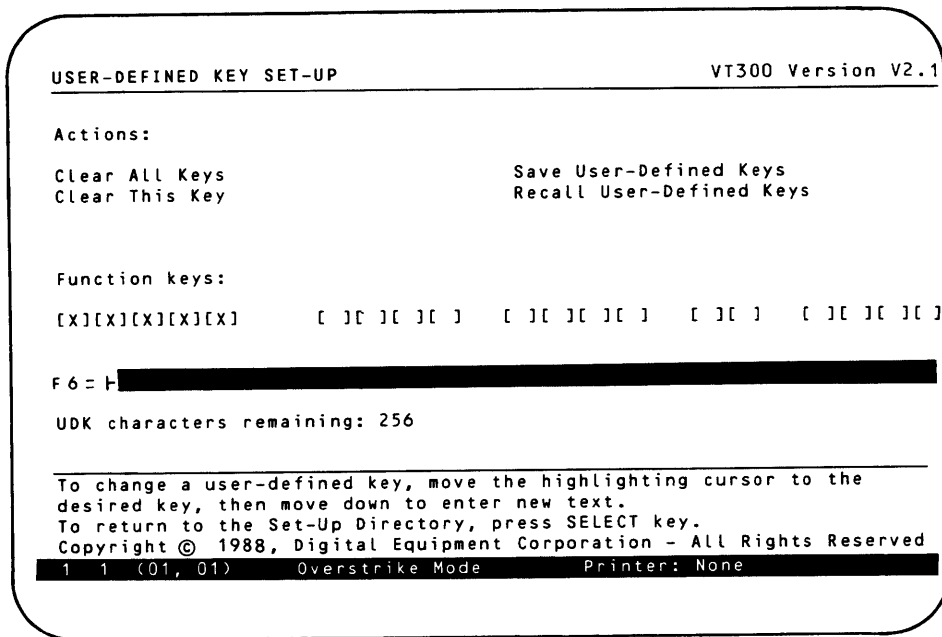 USER-DEFINED KEY SET-UP VT300 Version V2.1
Actions:
Clear All Keys Save User-Defined Keys
Clear This Key Recall User-Defined Keys
Function keys:
[X][X][X][X][X] [ ][ ][ ][ ] [ ][ ][ ][ ] [ ][ ] [ ][ ][ ][ ]
F6=├
UDK characters remaining: 256
To change a user-defined key, move the highlighting cursor to the
desired key, then move down to enter new text.
To return to the Set-Up Directory, press SELECT key.
Copyright © 1988, Digital Equipment Corporation - All Rights Reserved
1 1 (01, 01) Overstrike Mode Printer: None